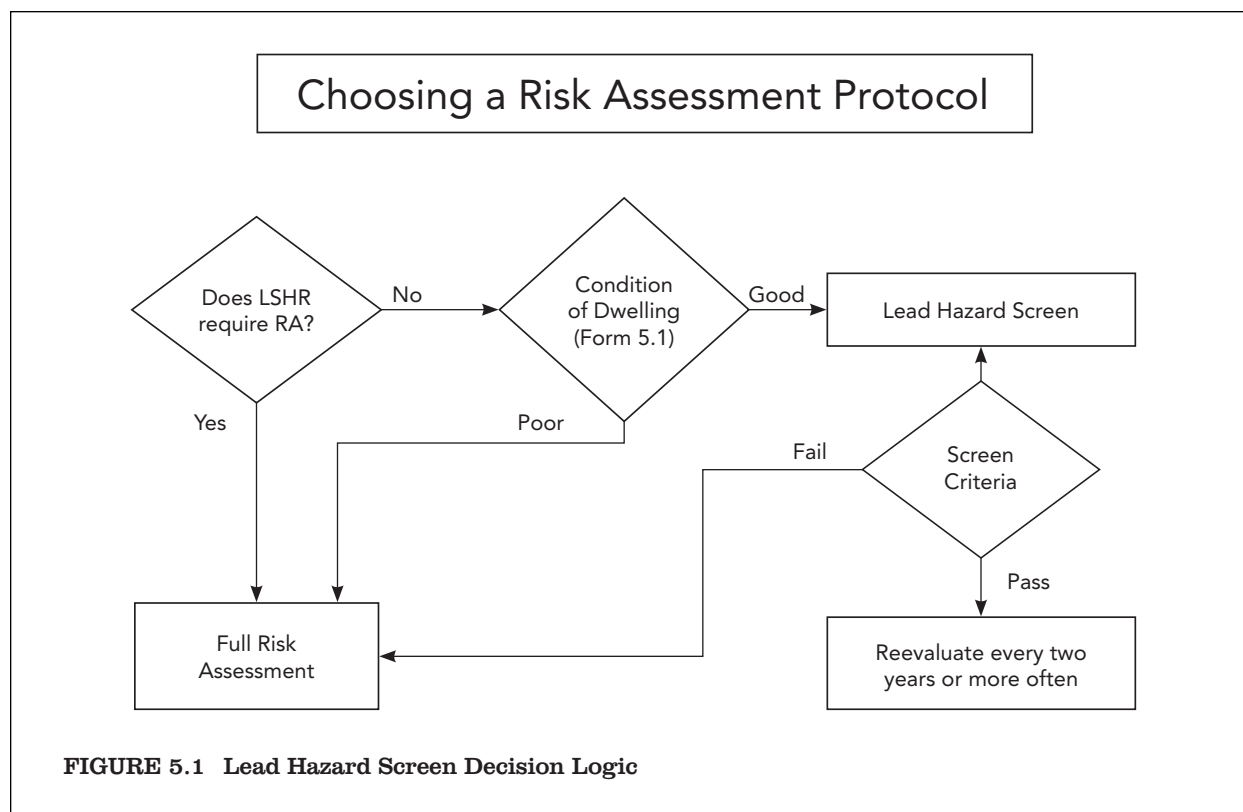 Choosing a Risk Assessment Protocol
Does LSHR
require RA?
No
Condition
of Dwelling
(Form 5.1)
Good
Lead Hazard Screen
Yes
Poor
Fail
Screen
Criteria
Pass
Full Risk
Assessment
Reevaluate every two
years or more often
FIGURE 5.1 Lead Hazard Screen Decision Logic